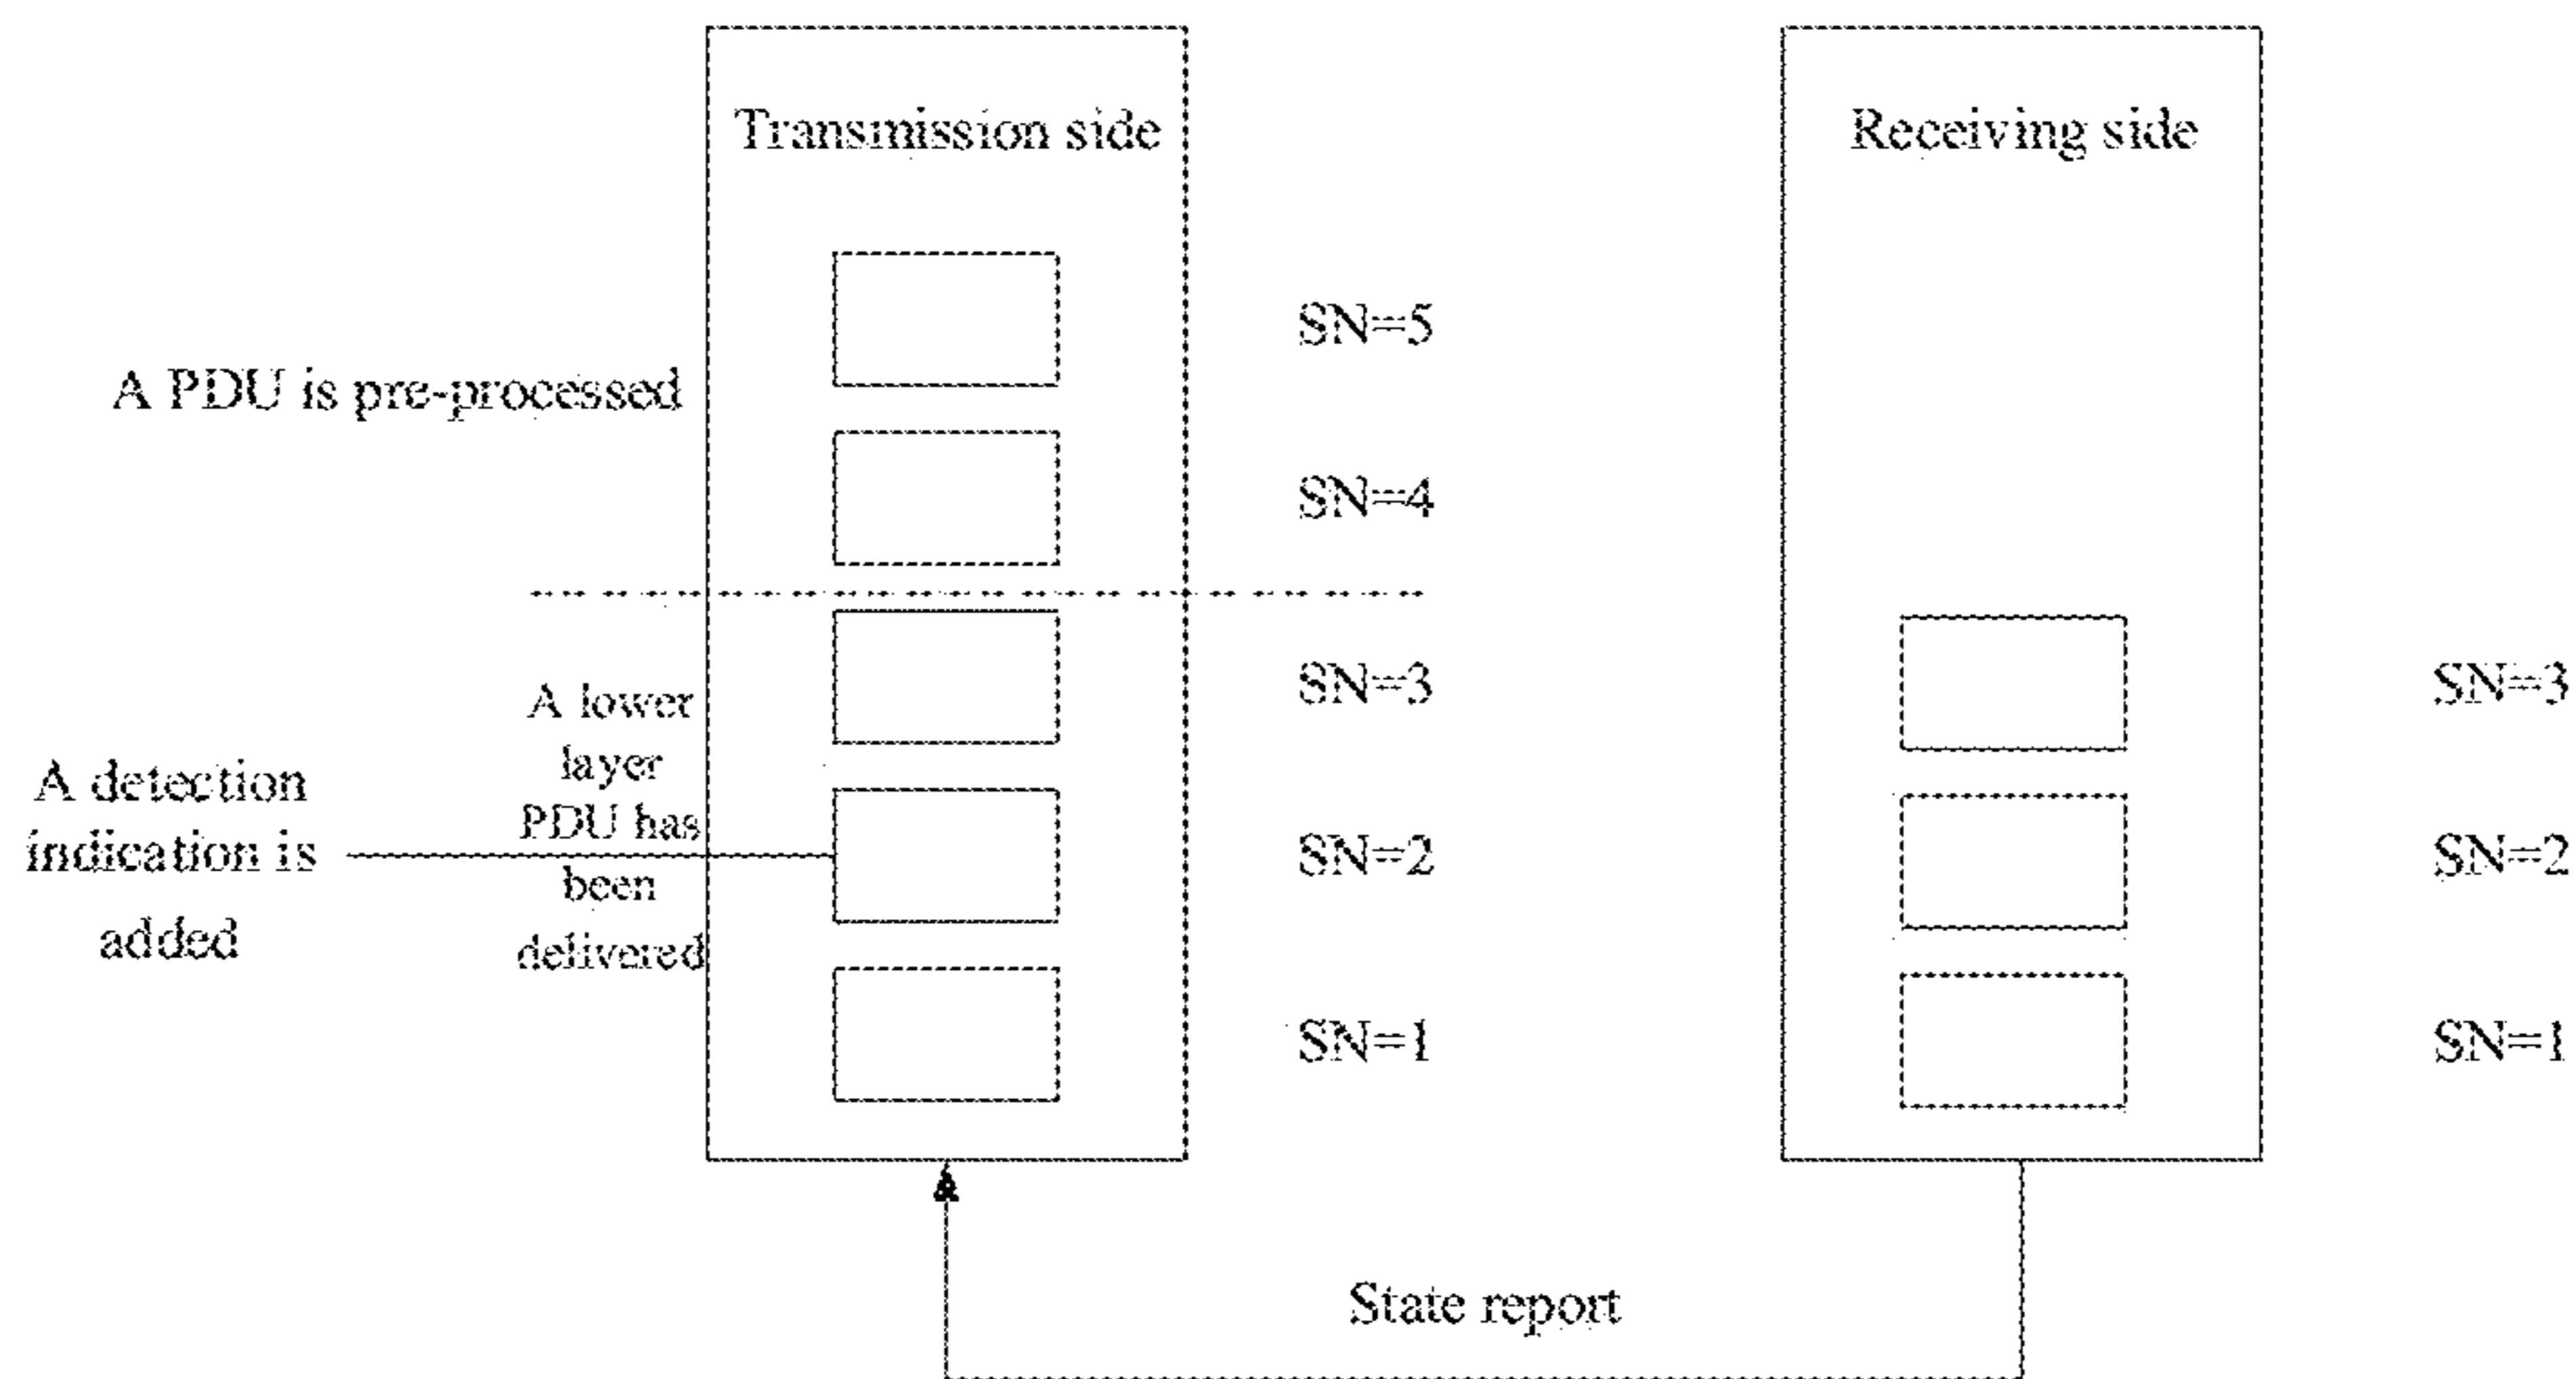 Transmission side
Receiving side
SN=5
A PDU is pre-processed
SN=4
A lower
layer
PDU has
been
delivered
SN=3
SN=3
A detection
indication is
added
SN=2
SN=2
SN=1
SN=1
State report